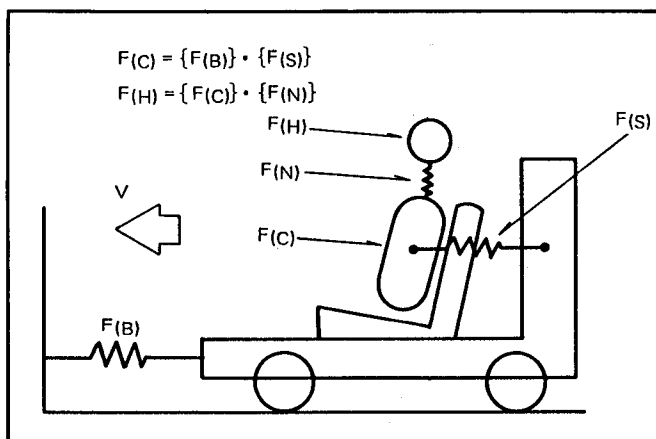 F(C) = {F(B)} • {F(S)}
F(H) = {F(C)} • {F(N)}
F(H)
F(S)
F(N)
V
F(C)
F(B)